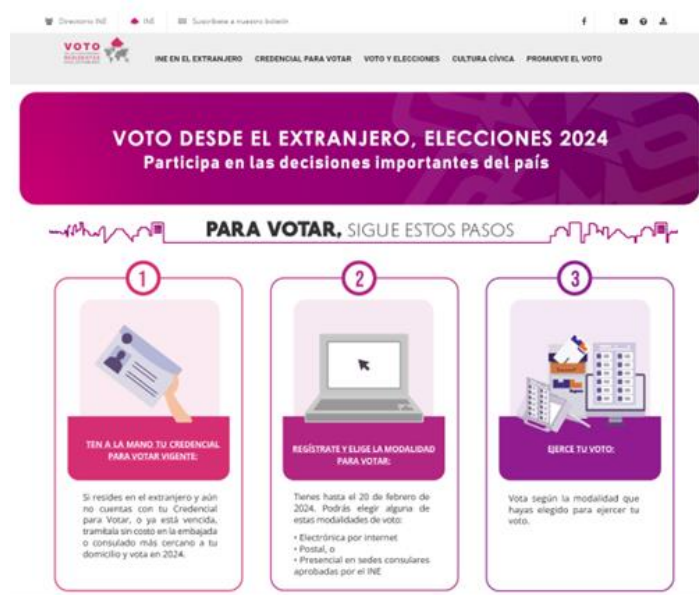 Directorio INE
INE
Suscríbete a nuestro boletín
VOTO
INE EN EL EXTRANJERO CREDENCIAL PARA VOTAR VOTO Y ELECCIONES CULTURA CÍVICA PROMUEVE EL VOTO
VOTO DESDE EL EXTRANJERO, ELECCIONES 2024
Participa en las decisiones importantes del país
PARA VOTAR, SIGUE ESTOS PASOS
1
TEN A LA MANO TU CREDENCIAL
PARA VOTAR VIGENTE:
Si resides en el extranjero y aún
no cuentas con tu Credencial
para Votar, o ya está vencida,
tramítala sin costo en la embajada
o consulado más cercano a tu
domicilio y vota en 2024.
2
REGÍSTRATE Y ELIGE LA MODALIDAD
PARA VOTAR:
Tienes hasta el 20 de febrero de
2024. Podrás elegir alguna de
estas modalidades de voto:
• Electrónica por internet
• Postal, o
• Presencial en sedes consulares
aprobadas por el INE
3
EJERCE TU VOTO:
Vota según la modalidad que
hayas elegido para ejercer tu
voto.